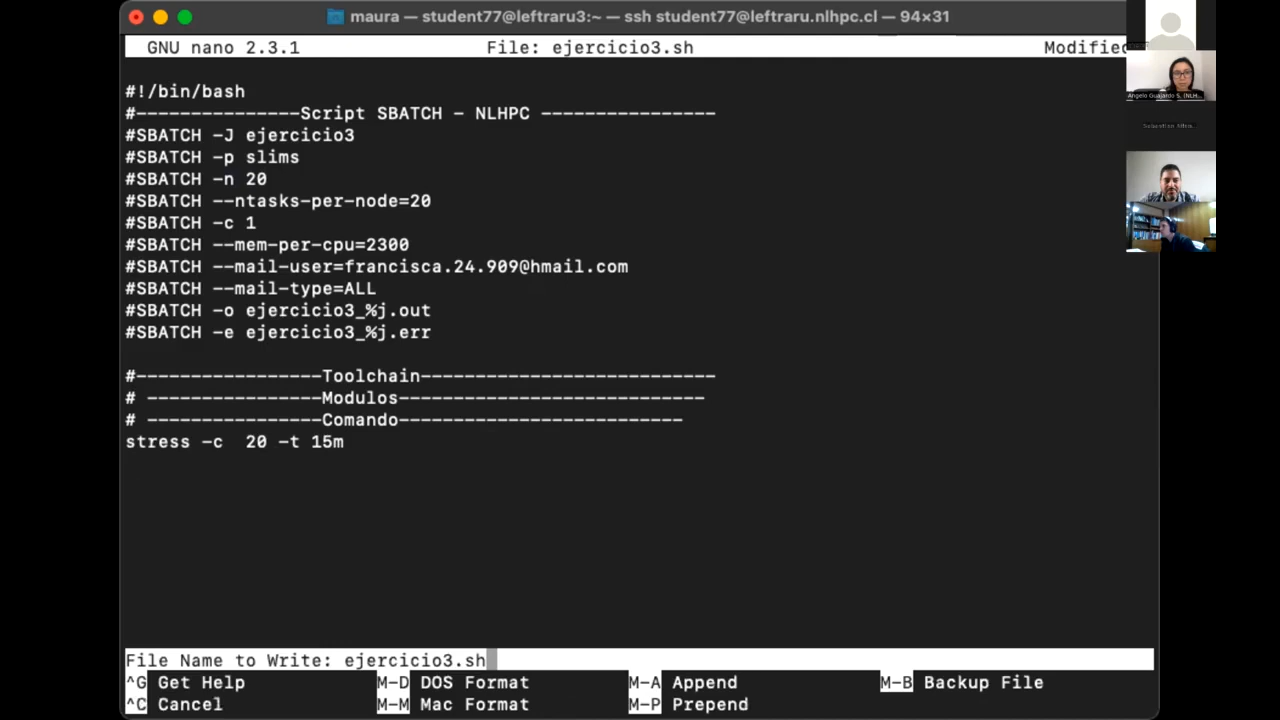 maura — student77@leftraru3:~ — ssh student77@leftraru.nlhpc.cl — 94×31
GNU nano 2.3.1 File: ejercicio3.sh Modified
#!/bin/bash
#---------------Script SBATCH - NLHPC ----------------
#SBATCH -J ejercicio3
#SBATCH -p slims
#SBATCH -n 20
#SBATCH --ntasks-per-node=20
#SBATCH -c 1
#SBATCH --mem-per-cpu=2300
#SBATCH --mail-user=francisca.24.909@hmail.com
#SBATCH --mail-type=ALL
#SBATCH -o ejercicio3_%j.out
#SBATCH -e ejercicio3_%j.err
#-----------------Toolchain---------------------------
# ----------------Modulos----------------------------
# ----------------Comando--------------------------
stress -c  20 -t 15m
File Name to Write: ejercicio3.sh
^G Get Help M-D DOS Format M-A Append M-B Backup File
^C Cancel M-M Mac Format M-P Prepend
Angelo Guajardo S. (NLH...